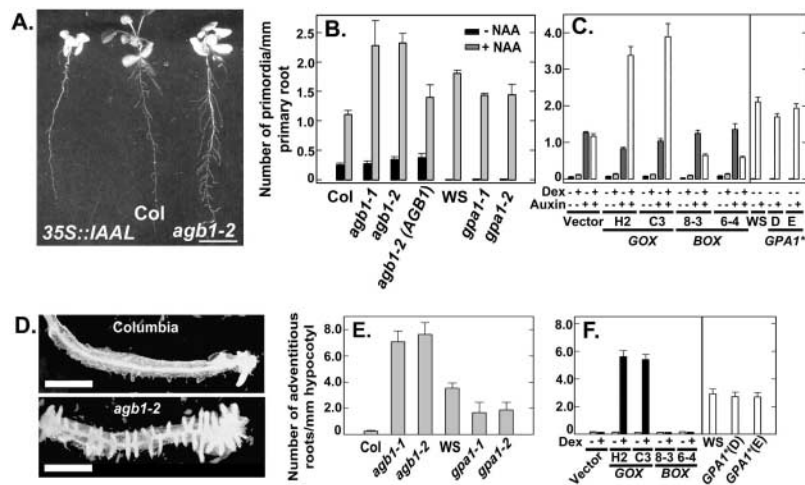 A.
35S::IAAL
Col
agb1-2
B.
- NAA
+ NAA
Number of primordia/mm
primary root
2.5
2.0
1.5
1.0
0.5
0.0
Col
agb1-1
agb1-2
agb1-2 (AGB1)
WS
gpa1-1
gpa1-2
C.
4.0
3.0
2.0
1.0
0.0
Dex - + - + - + - + - + - + - + - + - + - + -- - + - +
Auxin - - + + - - + + - - + + - - + + - - + +
Vector H2 C3 8-3 6-4 WS D E
GOX BOX GPA1*
D.
Columbia
agb1-2
E.
Number of adventitious
roots/mm hypocotyl
8.0
6.0
4.0
2.0
0.0
Col
agb1-1
agb1-2
WS
gpa1-1
gpa1-2
F.
6.0
4.0
2.0
0.0
Dex - + - + - + - + - +
Vector H2 C3 8-3 6-4
GOX BOX
WS
GPA1*(D)
GPA1*(E)